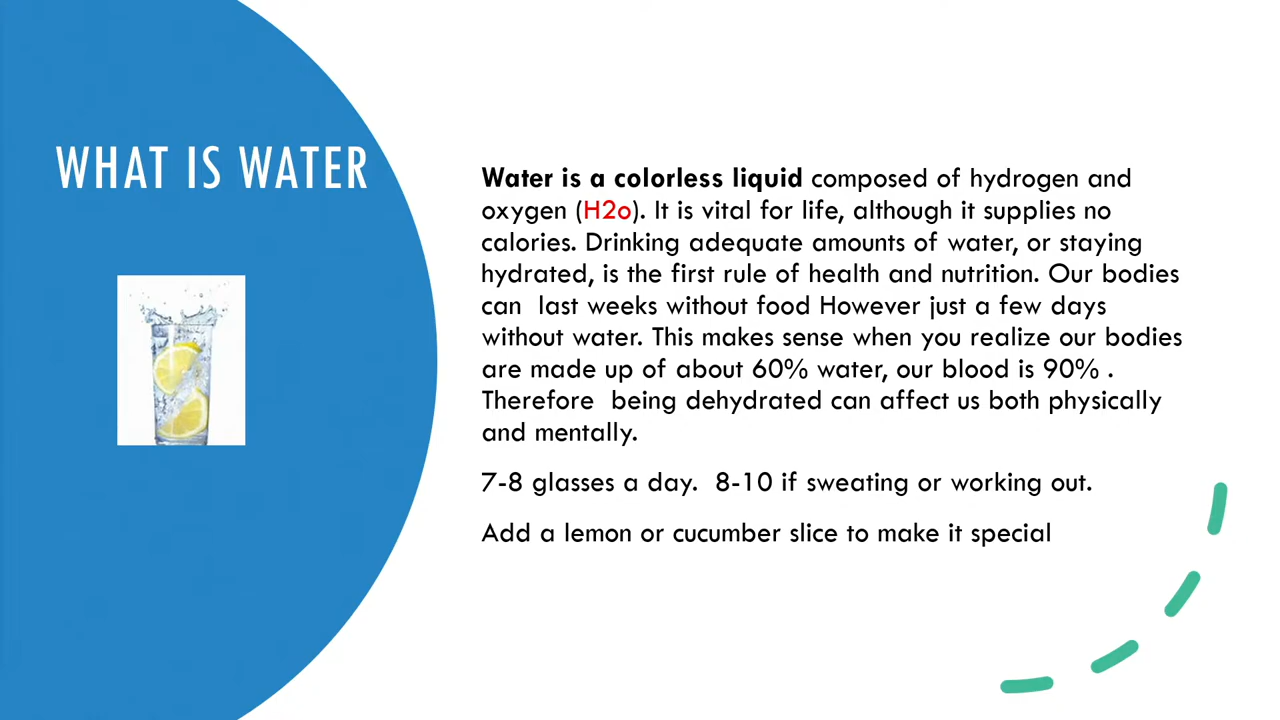 WHAT IS WATER
Water is a colorless liquid composed of hydrogen and
oxygen (H2o). It is vital for life, although it supplies no
calories. Drinking adequate amounts of water, or staying
hydrated, is the first rule of health and nutrition. Our bodies
can  last weeks without food However just a few days
without water. This makes sense when you realize our bodies
are made up of about 60% water, our blood is 90% .
Therefore  being dehydrated can affect us both physically
and mentally.
7-8 glasses a day.  8-10 if sweating or working out.
Add a lemon or cucumber slice to make it special